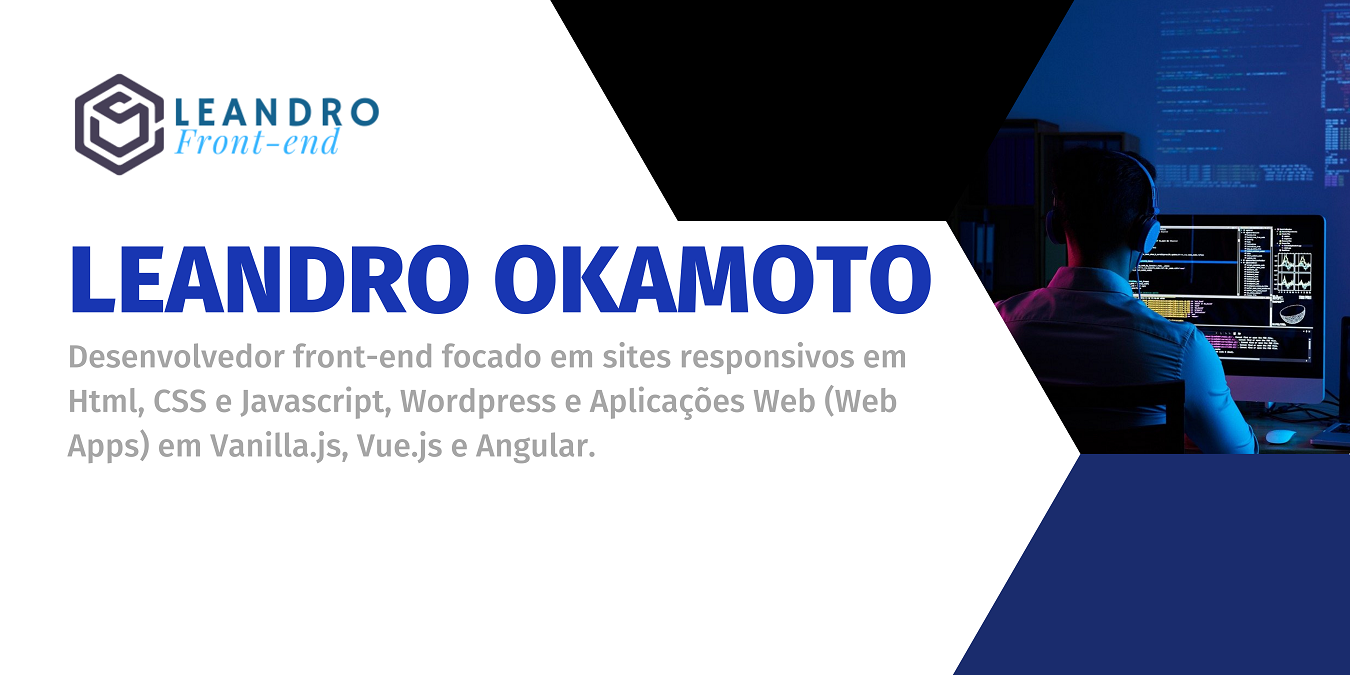 LEANDRO
Front-end
LEANDRO OKAMOTO
Desenvolvedor front-end focado em sites responsivos em
Html, CSS e Javascript, Wordpress e Aplicações Web (Web
Apps) em Vanilla.js, Vue.js e Angular.